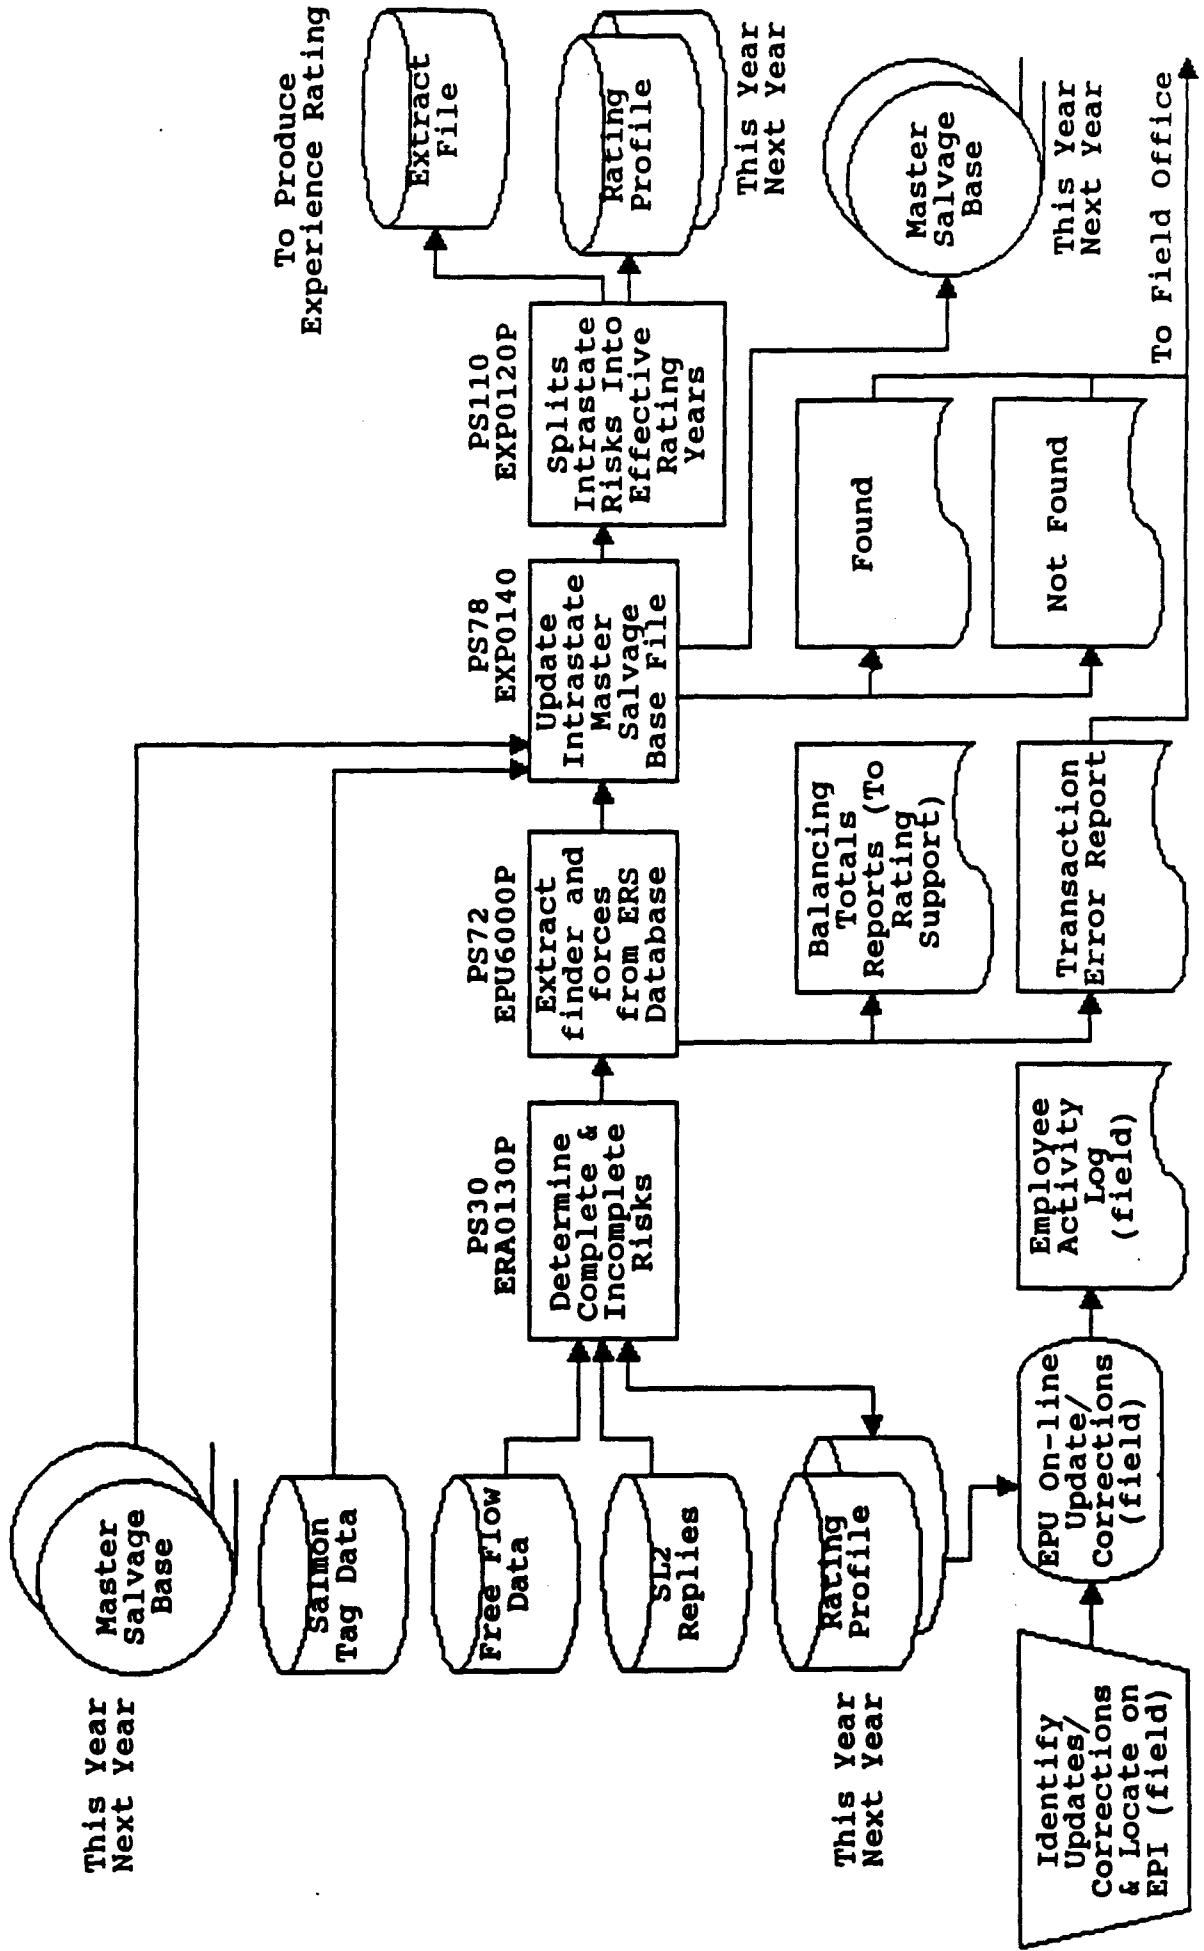 This Year
Next Year
Master
Salvage
Base
Salmon
Tag Data
Free Flow
Data
SL2
Replies
This Year
Next Year
Rating
Profile
Identify
Updates/
Corrections
& Locate on
EPI (field)
EPU On-line
Update/
Corrections
(field)
Employee
Activity
Log
(field)
PS30
ERA0130P
Determine
Complete &
Incomplete
Risks
PS72
EPU6000P
Extract
finder and
forces
from ERS
Database
Balancing
Totals
Reports (To
Rating
Support)
Transaction
Error Report
PS78
EXP0140
Update
Intrastate
Master
Salvage
Base File
Found
Not Found
PS110
EXP0120P
Splits
Intrastate
Risks Into
Effective
Rating
Years
To Produce
Experience Rating
Extract
File
Rating
Profile
This Year
Next Year
Master
Salvage
Base
This Year
Next Year
To Field Office